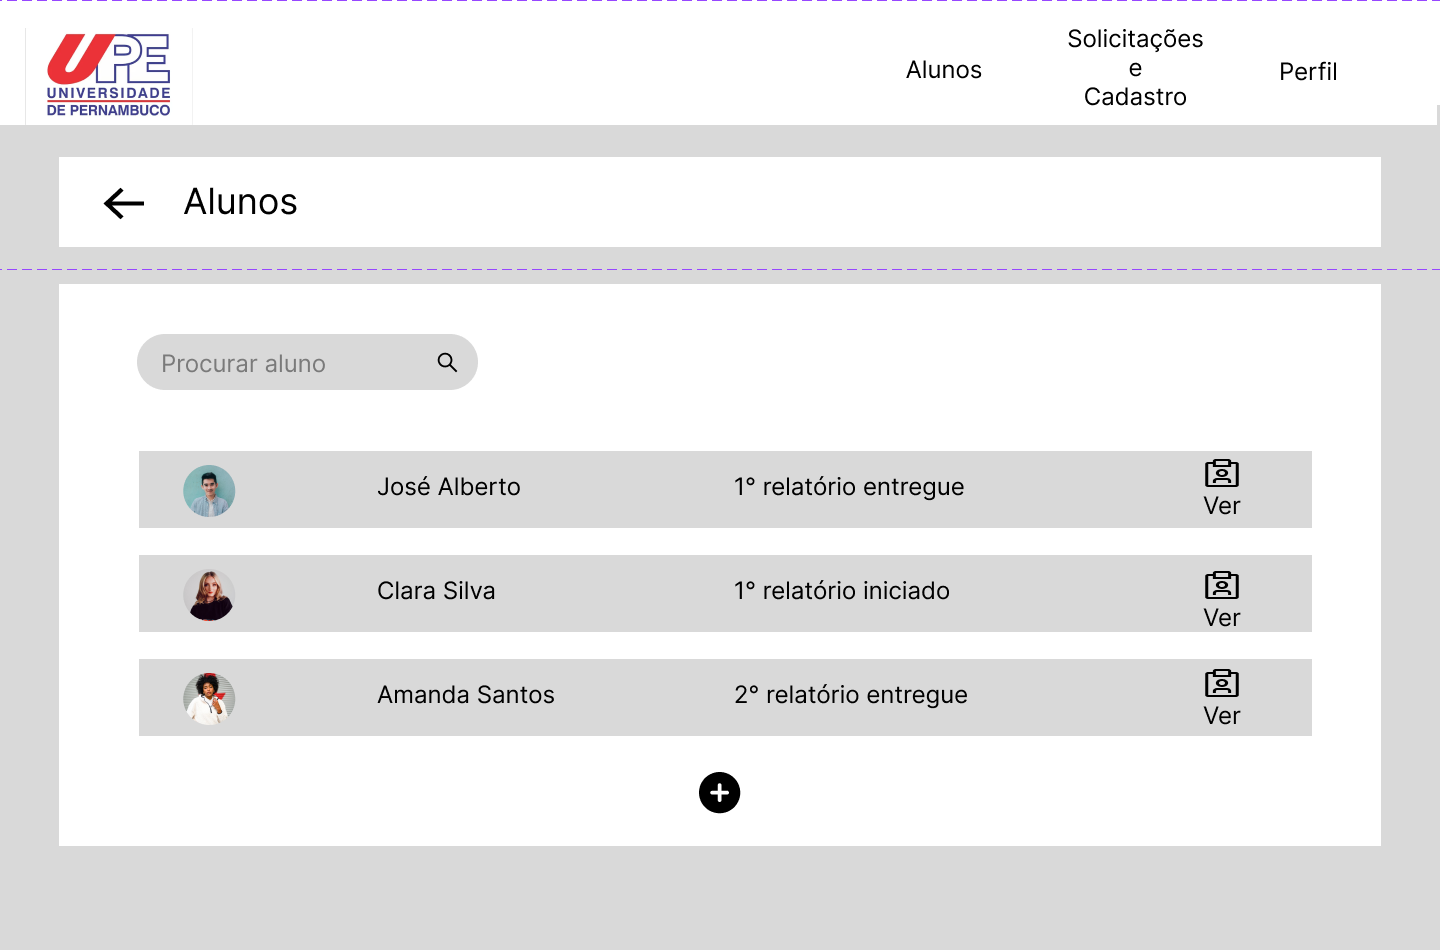 UPE
UNIVERSIDADE
DE PERNAMBUCO
Alunos
Solicitações
e
Cadastro
Perfil
Alunos
Procurar aluno
José Alberto
1° relatório entregue
Ver
Clara Silva
1° relatório iniciado
Ver
Amanda Santos
2° relatório entregue
Ver